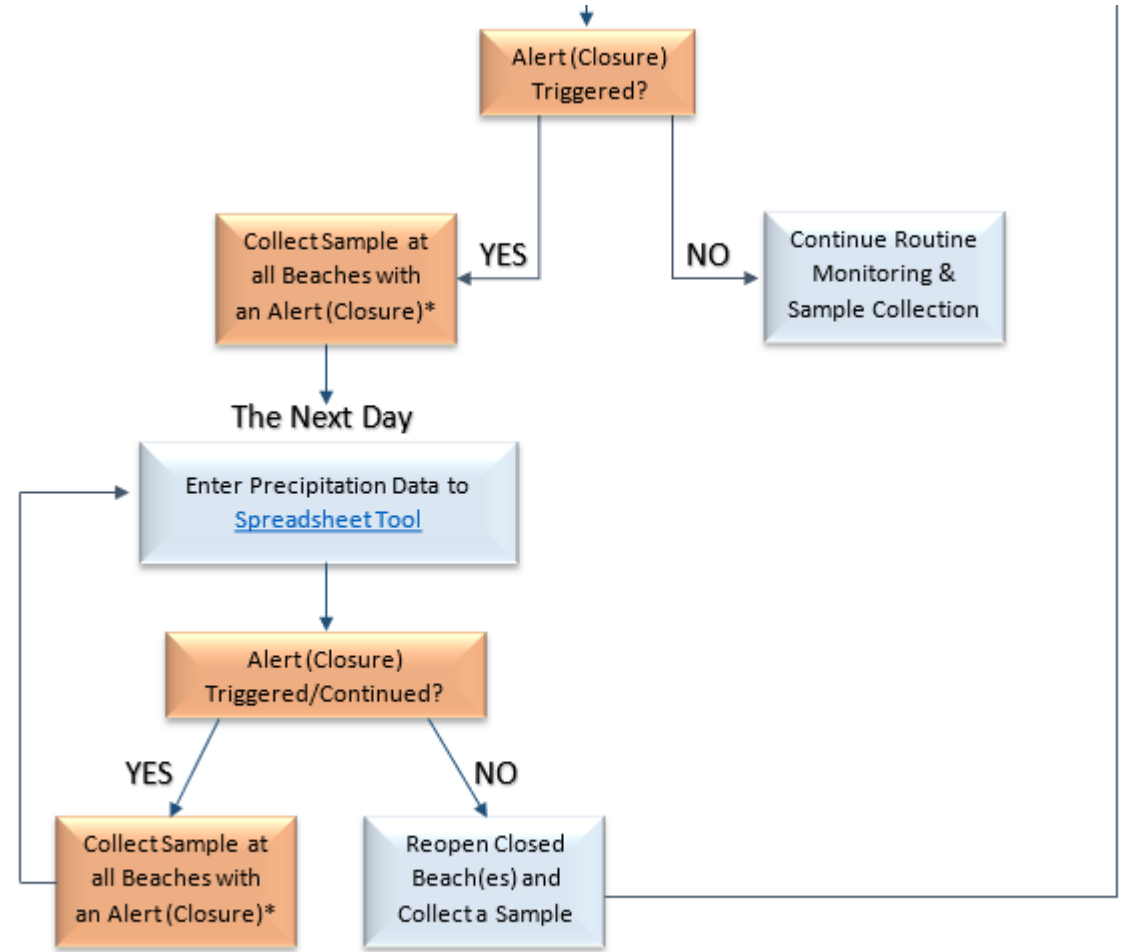 Alert (Closure)
Triggered?
YES
NO
Collect Sample at
all Beaches with
an Alert (Closure)*
Continue Routine
Monitoring &
Sample Collection
The Next Day
Enter Precipitation Data to
Spreadsheet Tool
Alert (Closure)
Triggered/Continued?
YES
NO
Collect Sample at
all Beaches with
an Alert (Closure)*
Reopen Closed
Beach(es) and
Collect a Sample